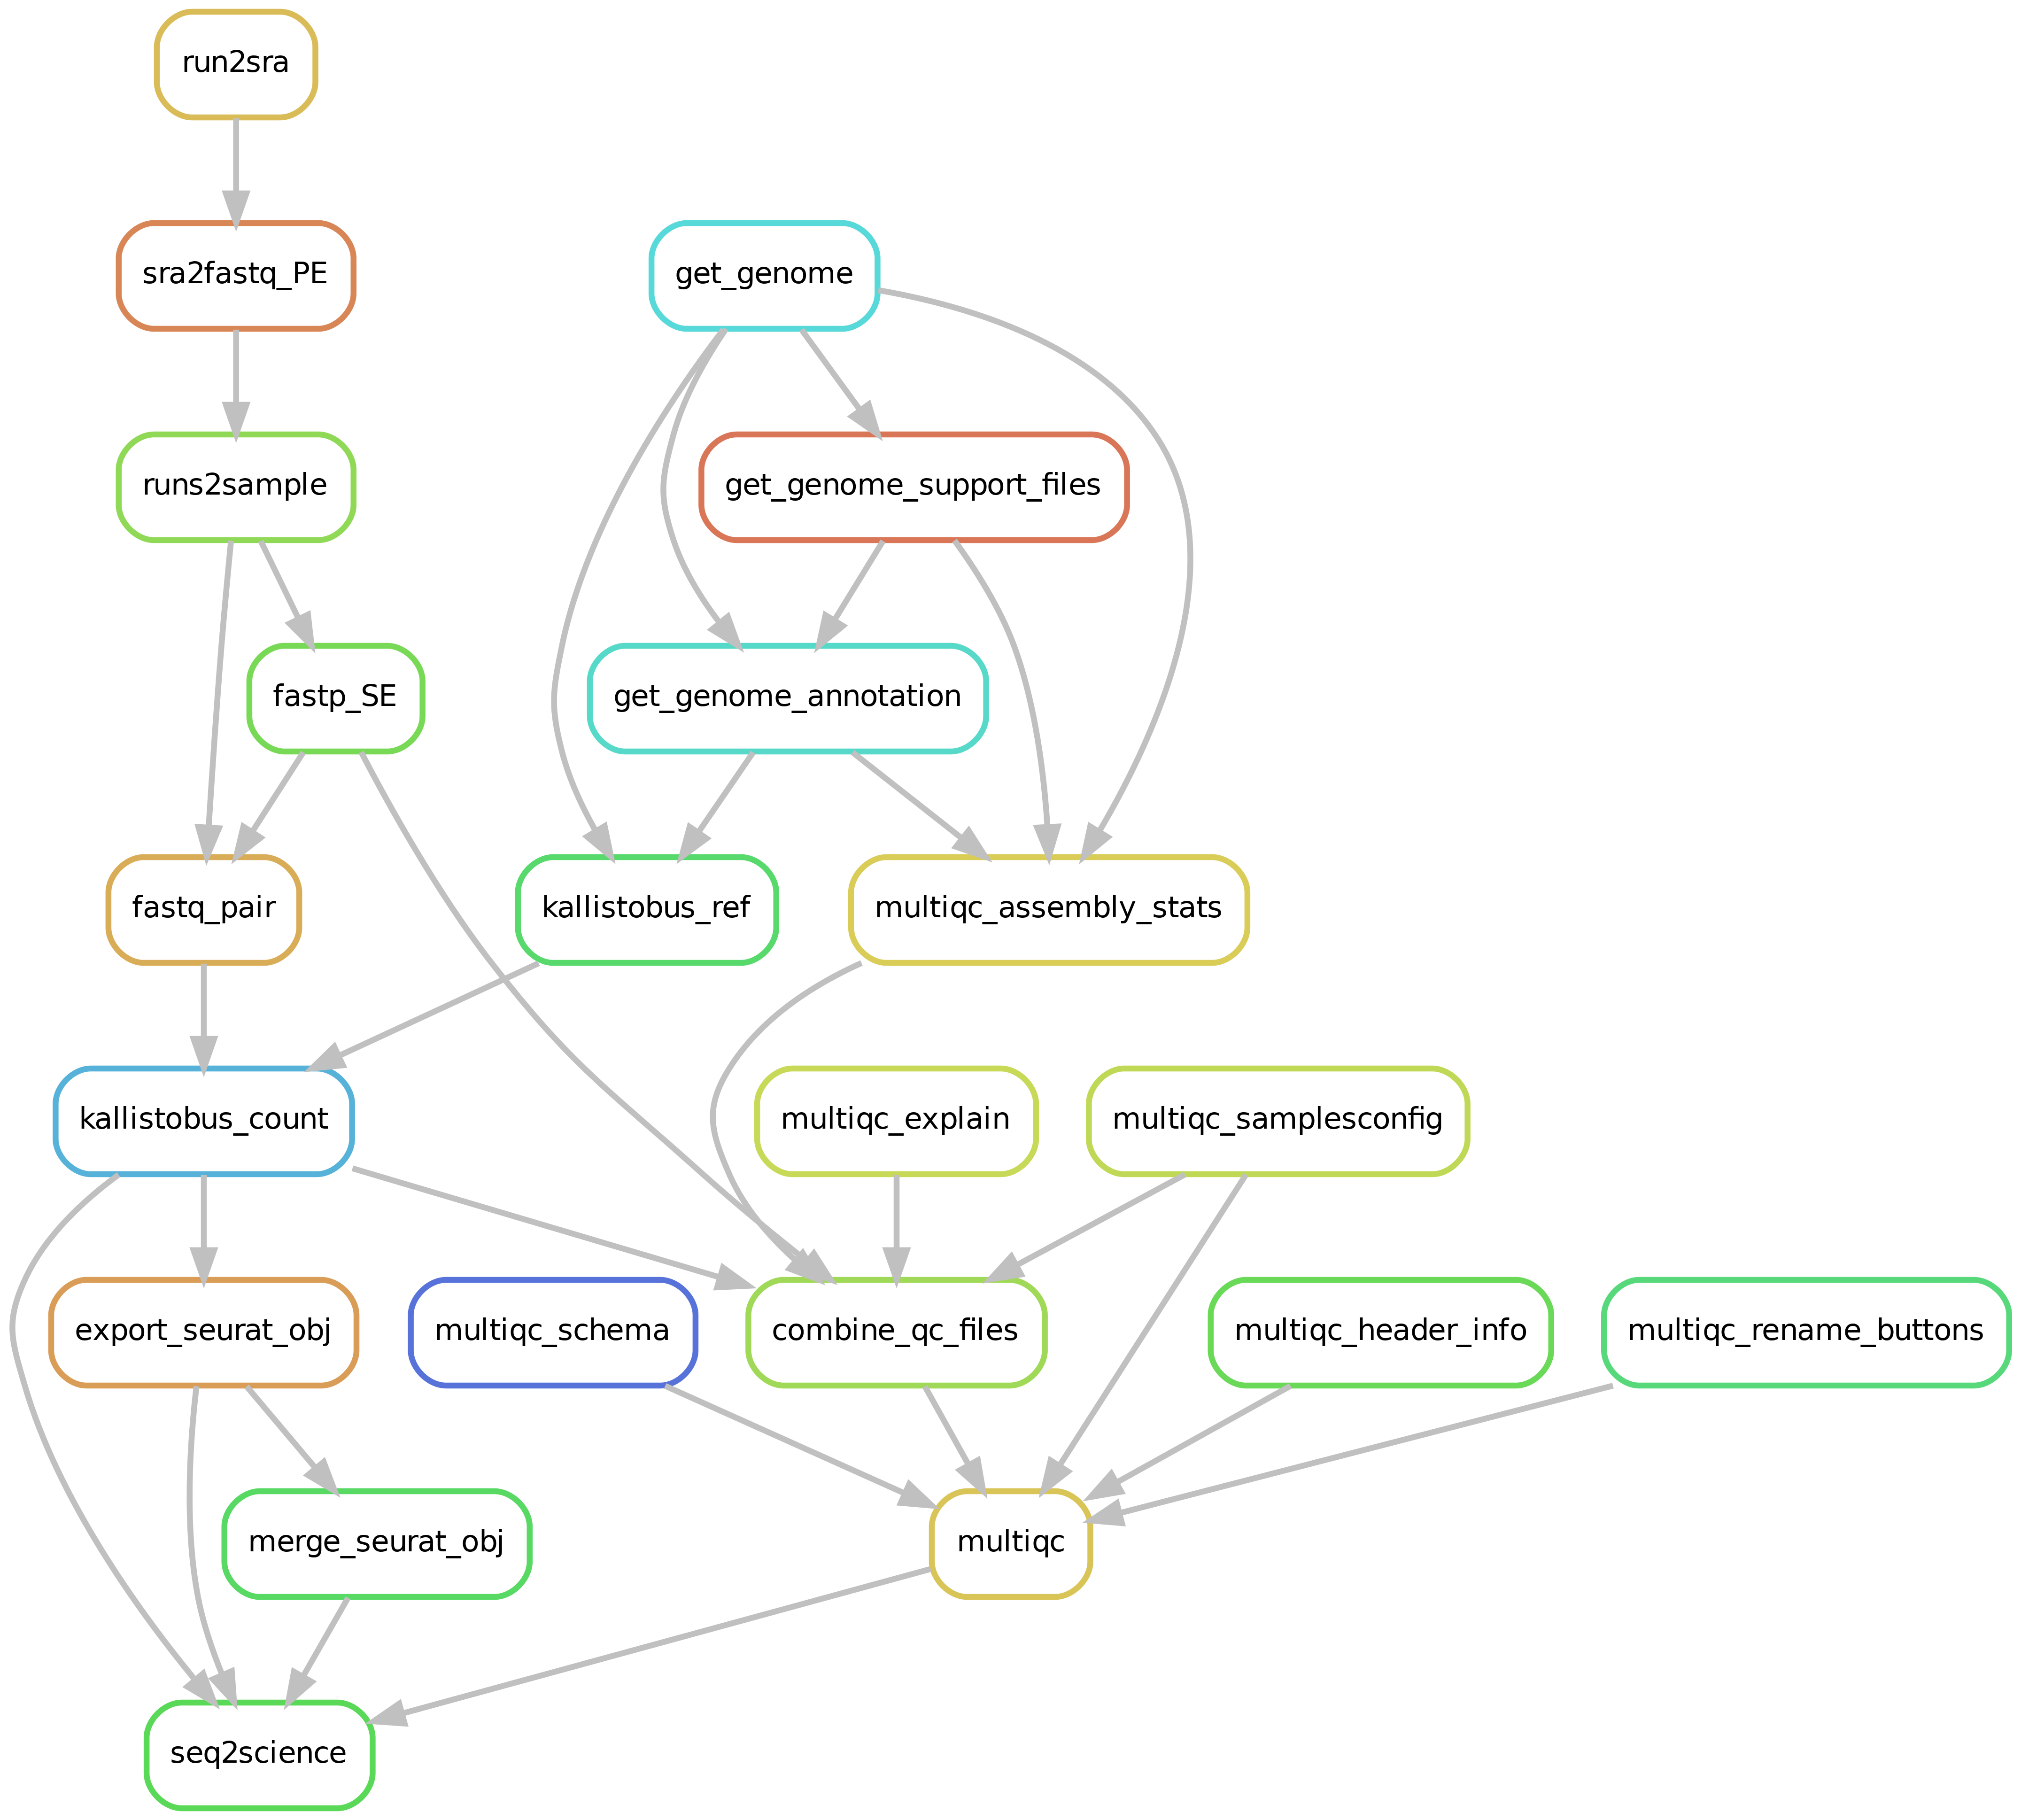 run2sra
sra2fastq_PE
get_genome
runs2sample
get_genome_support_files
fastp_SE
get_genome_annotation
fastq_pair
kallistobus_ref
multiqc_assembly_stats
kallistobus_count
multiqc_explain
multiqc_samplesconfig
export_seurat_obj
multiqc_schema
combine_qc_files
multiqc_header_info
multiqc_rename_buttons
merge_seurat_obj
multiqc
seq2science